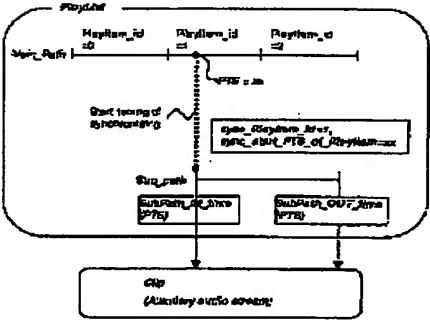 PlayList
PlayItem_id
=0
PlayItem_id
=1
PlayItem_id
=2
Main_Path
PTS = xx
Start timing of
synchronizing
sync_PlayItem_id=1,
sync_start_PTS_of_PlayItem=xx
Sub_path
SubPath_IN_time
(PTS)
SubPath_OUT_time
(PTS)
Clip
(Auxiliary audio stream)